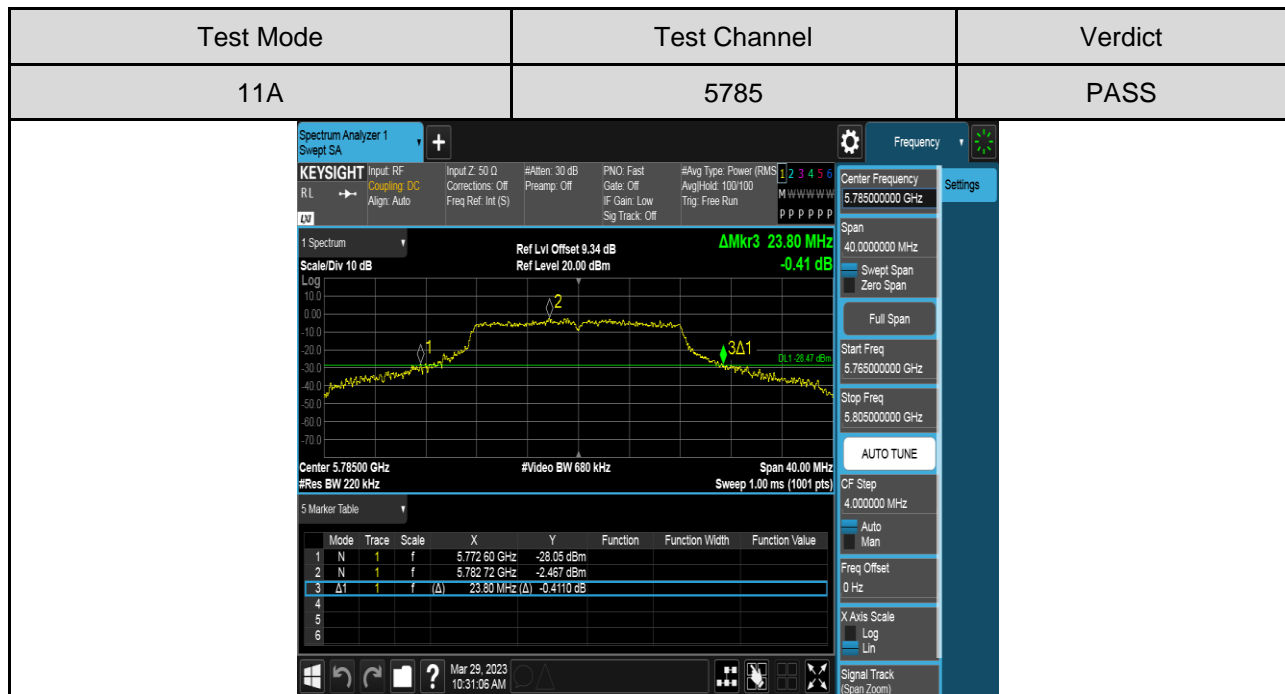 Test Mode Test Channel Verdict
11A 5785 PASS
Spectrum Analyzer 1
Swept SA
+
Frequency
KEYSIGHT
RL
LXI
Input: RF
Coupling: DC
Align: Auto
Input Z: 50 Ω
Corrections: Off
Freq Ref: Int (S)
#Atten: 30 dB
Preamp: Off
PNO: Fast
Gate: Off
IF Gain: Low
Sig Track: Off
#Avg Type: Power (RMS
Avg|Hold: 100/100
Trig: Free Run
1 2 3 4 5 6
M W W W W W
P P P P P P
1 Spectrum
Scale/Div 10 dB
Ref Lvl Offset 9.34 dB
Ref Level 20.00 dBm
ΔMkr3 23.80 MHz
-0.41 dB
Log
10.0
0.00
-10.0
-20.0
-30.0
-40.0
-50.0
-60.0
-70.0
1
2
3Δ1
DL1 -28.47 dBm
Center 5.78500 GHz #Video BW 680 kHz Span 40.00 MHz
#Res BW 220 kHz Sweep 1.00 ms (1001 pts)
5 Marker Table
Mode Trace Scale X Y Function Function Width Function Value
1 N 1 f 5.772 60 GHz -28.05 dBm
2 N 1 f 5.782 72 GHz -2.467 dBm
3 Δ1 1 f (Δ) 23.80 MHz (Δ) -0.4110 dB
4
5
6
?
Mar 29, 2023
10:31:06 AM
Center Frequency
5.785000000 GHz
Settings
Span
40.0000000 MHz
Swept Span
Zero Span
Full Span
Start Freq
5.765000000 GHz
Stop Freq
5.805000000 GHz
AUTO TUNE
CF Step
4.000000 MHz
Auto
Man
Freq Offset
0 Hz
X Axis Scale
Log
Lin
Signal Track
(Span Zoom)